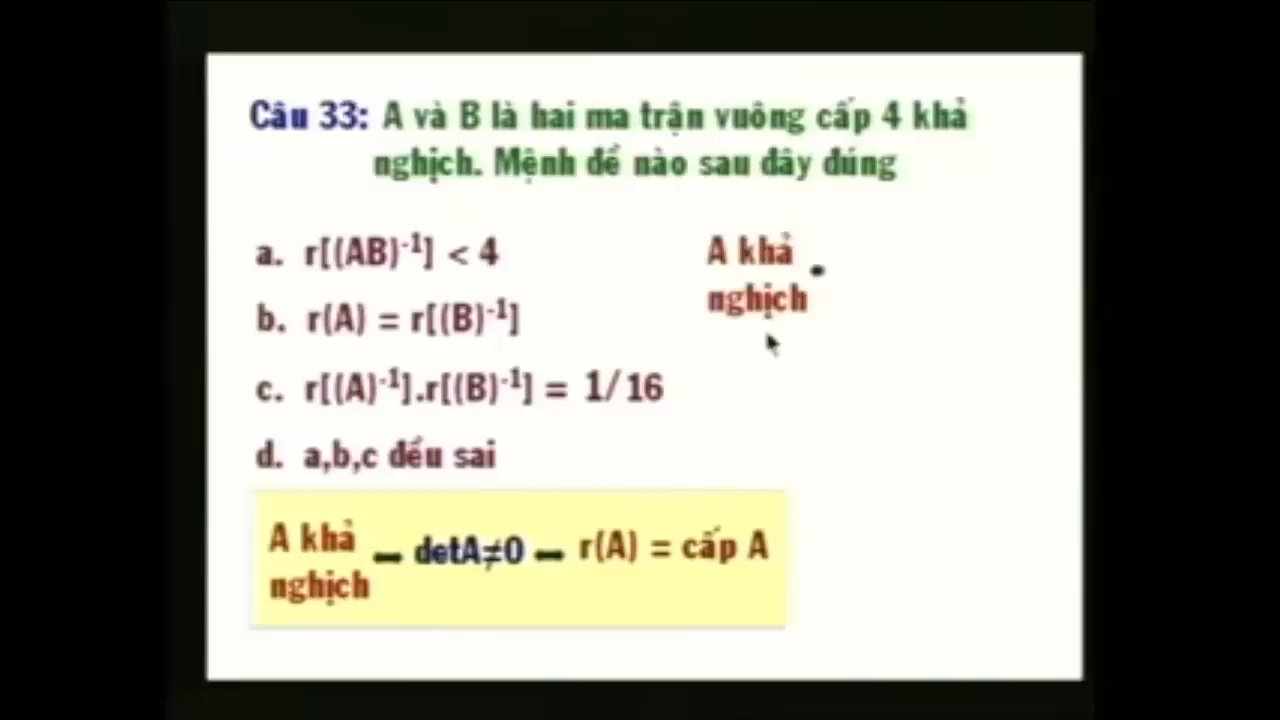 Câu 33: A và B là hai ma trận vuông cấp 4 khả
nghịch. Mệnh đề nào sau đây đúng
a. r[(AB)⁻¹] < 4
A khả
nghịch
b. r(A) = r[(B)⁻¹]
c. r[(A)⁻¹].r[(B)⁻¹] = 1/16
d. a,b,c đều sai
A khả
nghịch
detA≠0
r(A) = cấp A